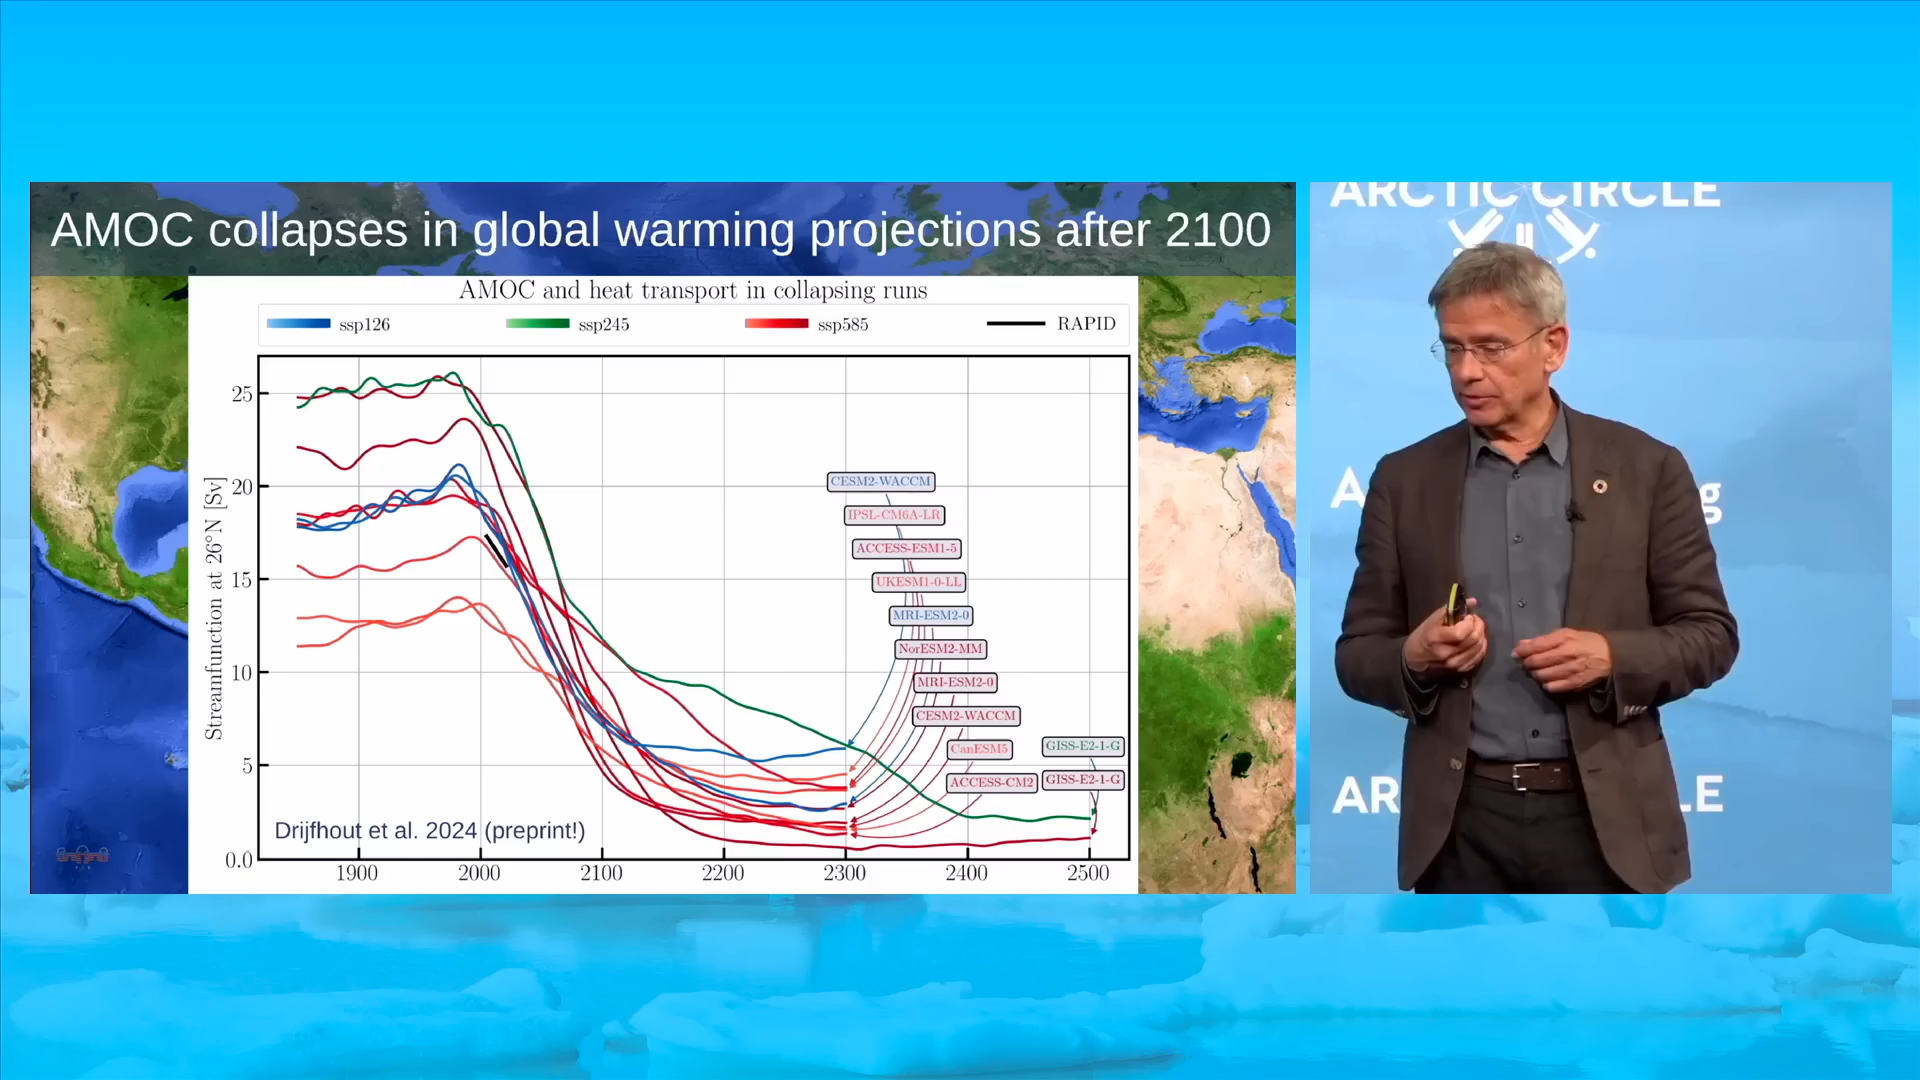 AMOC collapses in global warming projections after 2100
AMOC and heat transport in collapsing runs
ssp126
ssp245
ssp585
RAPID
Streamfunction at 26°N [Sv]
25
20
15
10
5
0.0
1900
2000
2100
2200
2300
2400
2500
CESM2-WACCM
IPSL-CM6A-LR
ACCESS-ESM1-5
UKESM1-0-LL
MRI-ESM2-0
NorESM2-MM
MRI-ESM2-0
CESM2-WACCM
CanESM5
ACCESS-CM2
GISS-E2-1-G
GISS-E2-1-G
Drijfhout et al. 2024 (preprint!)
ARCTIC CIRCLE
A
g
AR
LE